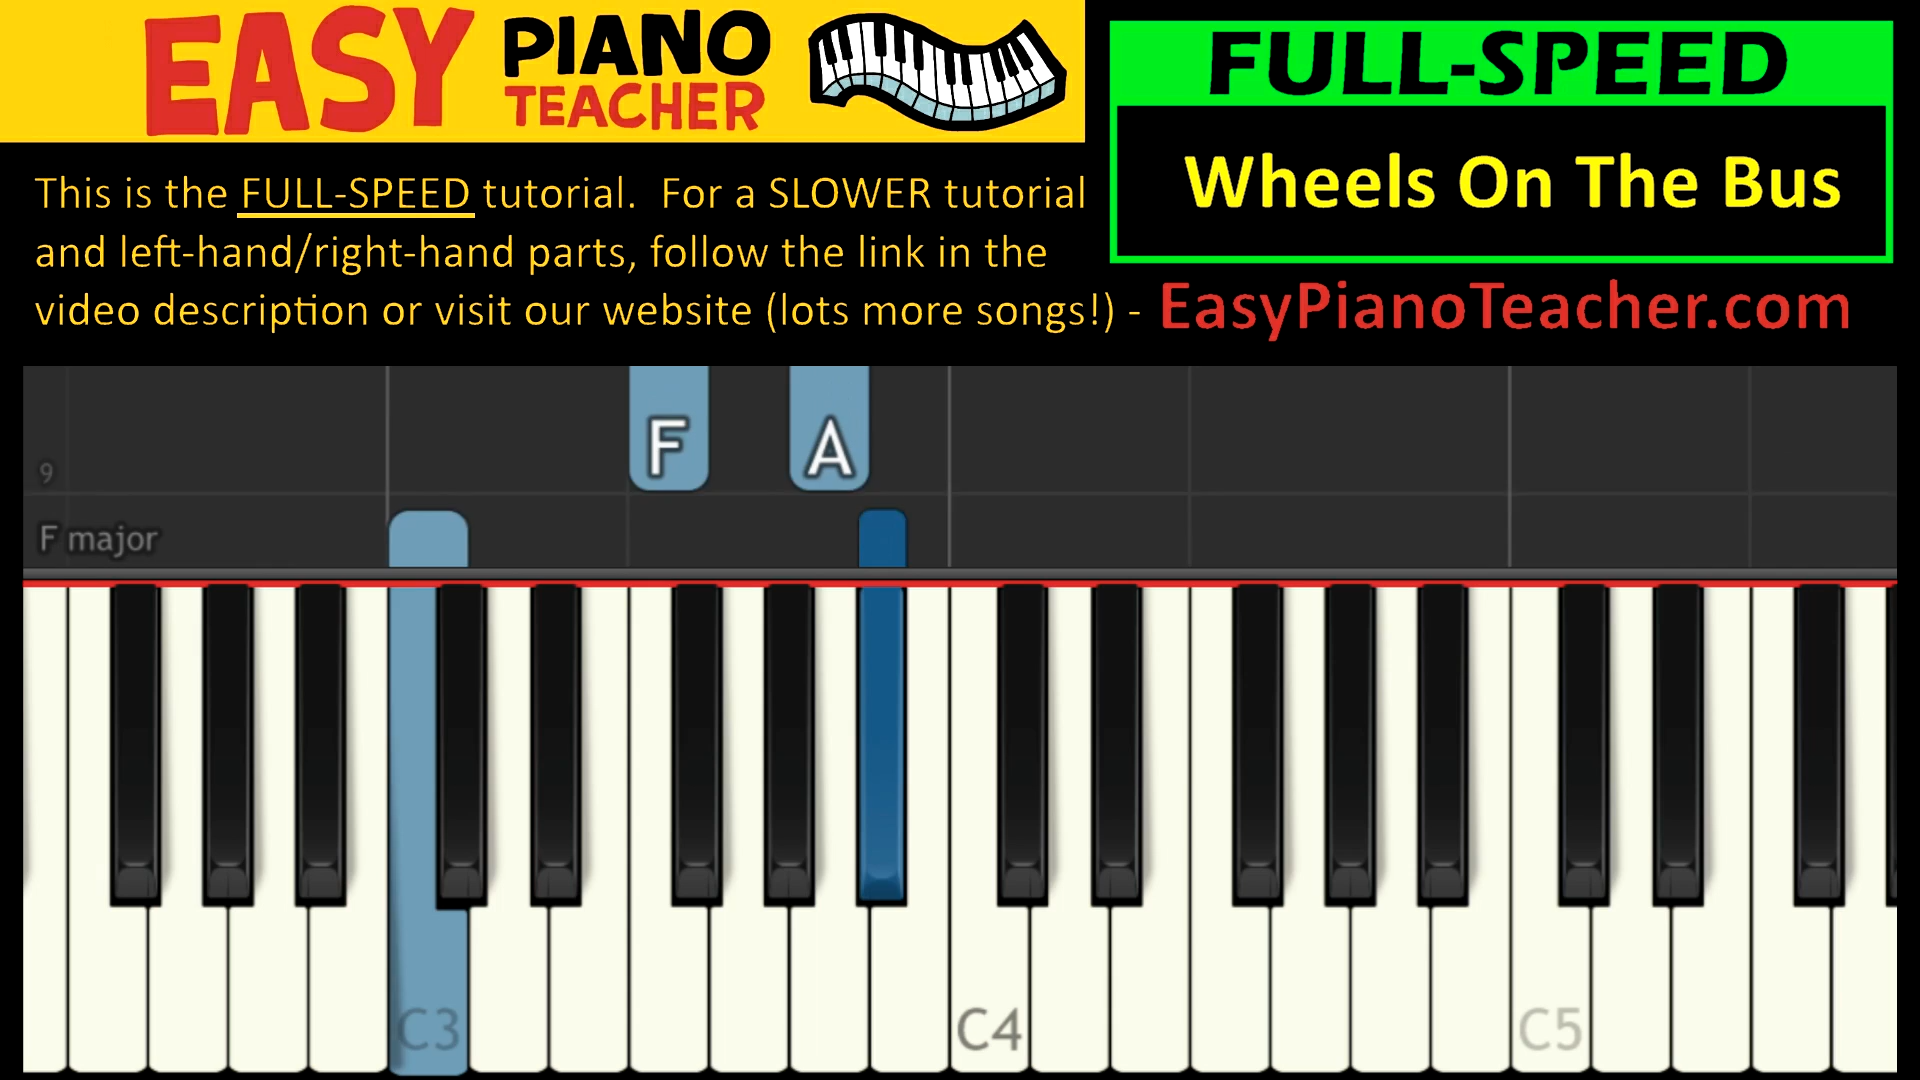 EASY PIANO TEACHER
FULL-SPEED
Wheels On The Bus
This is the FULL-SPEED tutorial. For a SLOWER tutorial
and left-hand/right-hand parts, follow the link in the
video description or visit our website (lots more songs!) - EasyPianoTeacher.com
F A
9
F major
C3 C4 C5